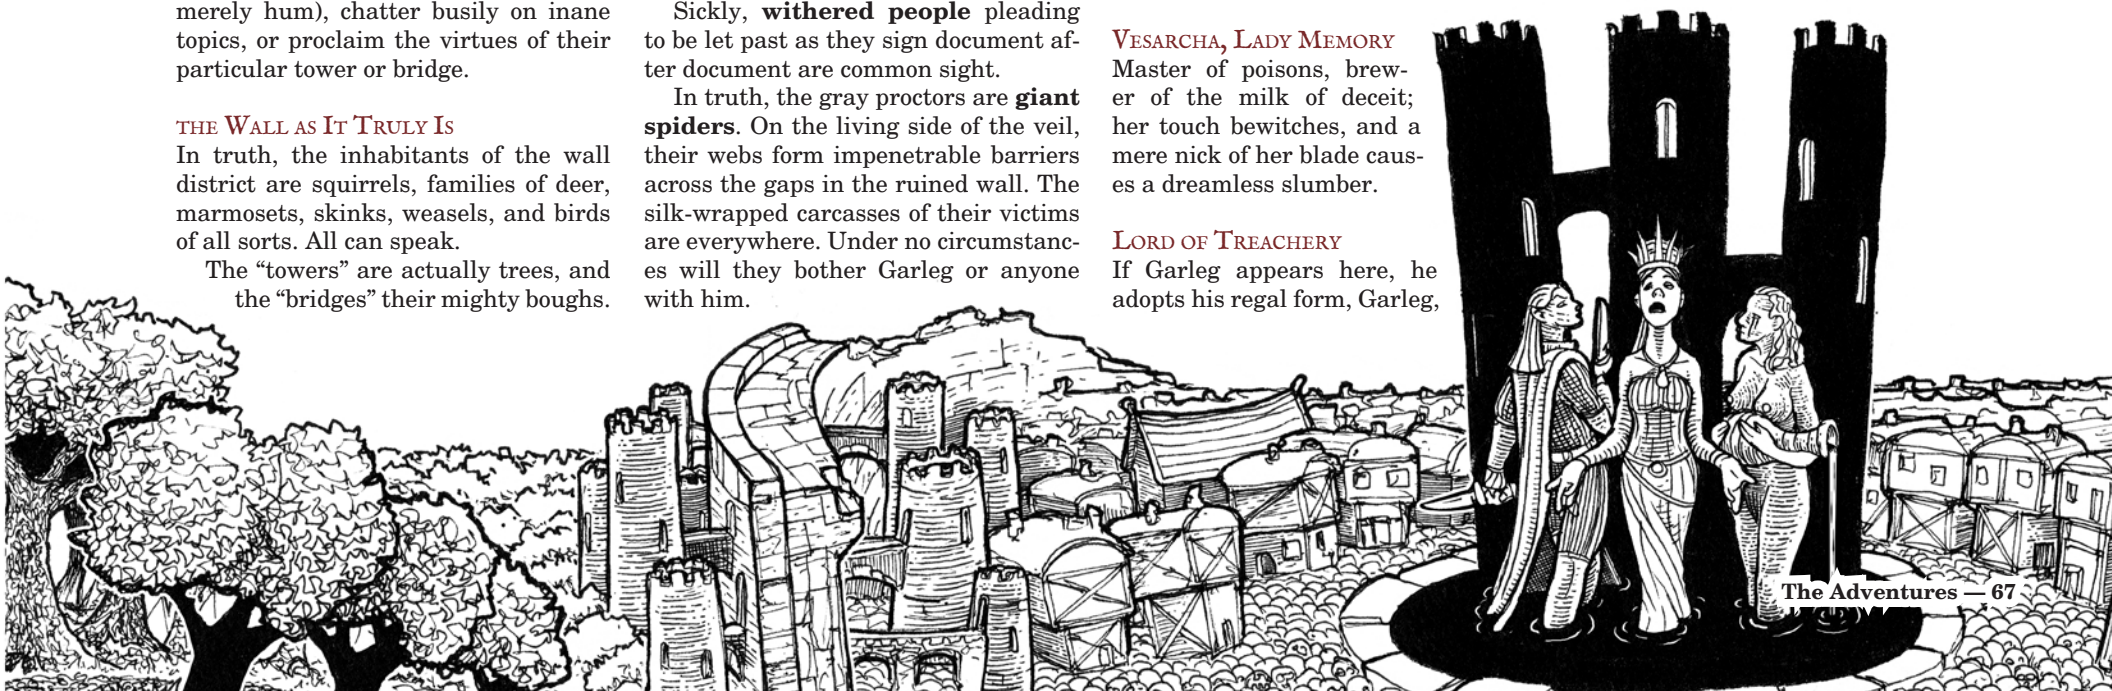 merely hum), chatter busily on inane
topics, or proclaim the virtues of their
particular tower or bridge.
THE WALL AS IT TRULY IS
In truth, the inhabitants of the wall
district are squirrels, families of deer,
marmosets, skinks, weasels, and birds
of all sorts. All can speak.
The “towers” are actually trees, and
the “bridges” their mighty boughs.
Sickly, withered people pleading
to be let past as they sign document af-
ter document are common sight.
In truth, the gray proctors are giant
spiders. On the living side of the veil,
their webs form impenetrable barriers
across the gaps in the ruined wall. The
silk-wrapped carcasses of their victims
are everywhere. Under no circumstanc-
es will they bother Garleg or anyone
with him.
VESARCHA, LADY MEMORY
Master of poisons, brew-
er of the milk of deceit;
her touch bewitches, and a
mere nick of her blade caus-
es a dreamless slumber.
LORD OF TREACHERY
If Garleg appears here, he
adopts his regal form, Garleg,
The Adventures — 67